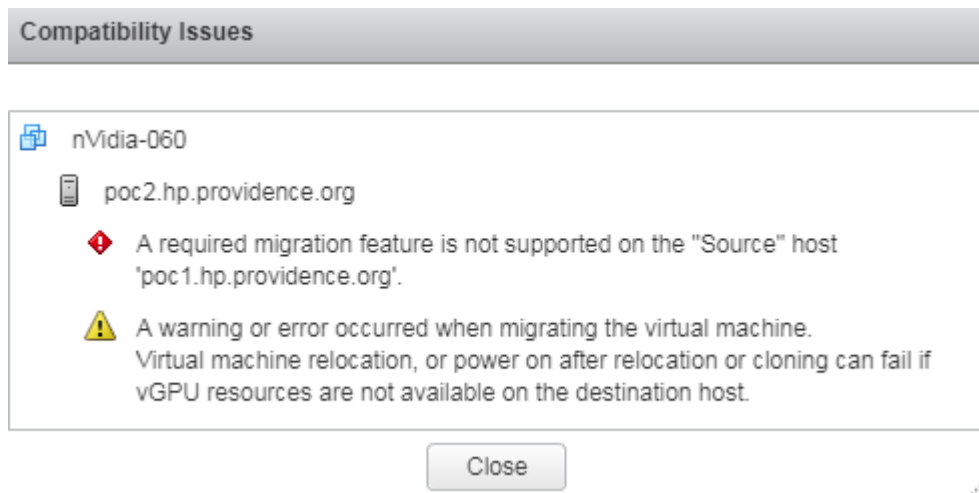 Compatibility Issues
nVidia-060
poc2.hp.providence.org
A required migration feature is not supported on the "Source" host
'poc1.hp.providence.org'.
A warning or error occurred when migrating the virtual machine.
Virtual machine relocation, or power on after relocation or cloning can fail if
vGPU resources are not available on the destination host.
Close